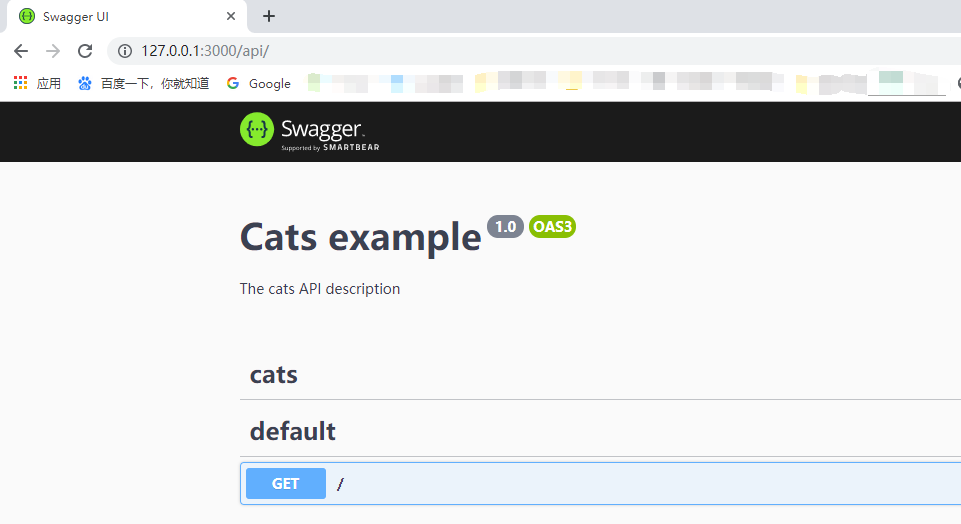 Swagger UI
127.0.0.1:3000/api/
应用 百度一下，你就知道 Google
{...} Swagger™
Supported by SMARTBEAR
Cats example 1.0 OAS3
The cats API description
cats
default
GET /